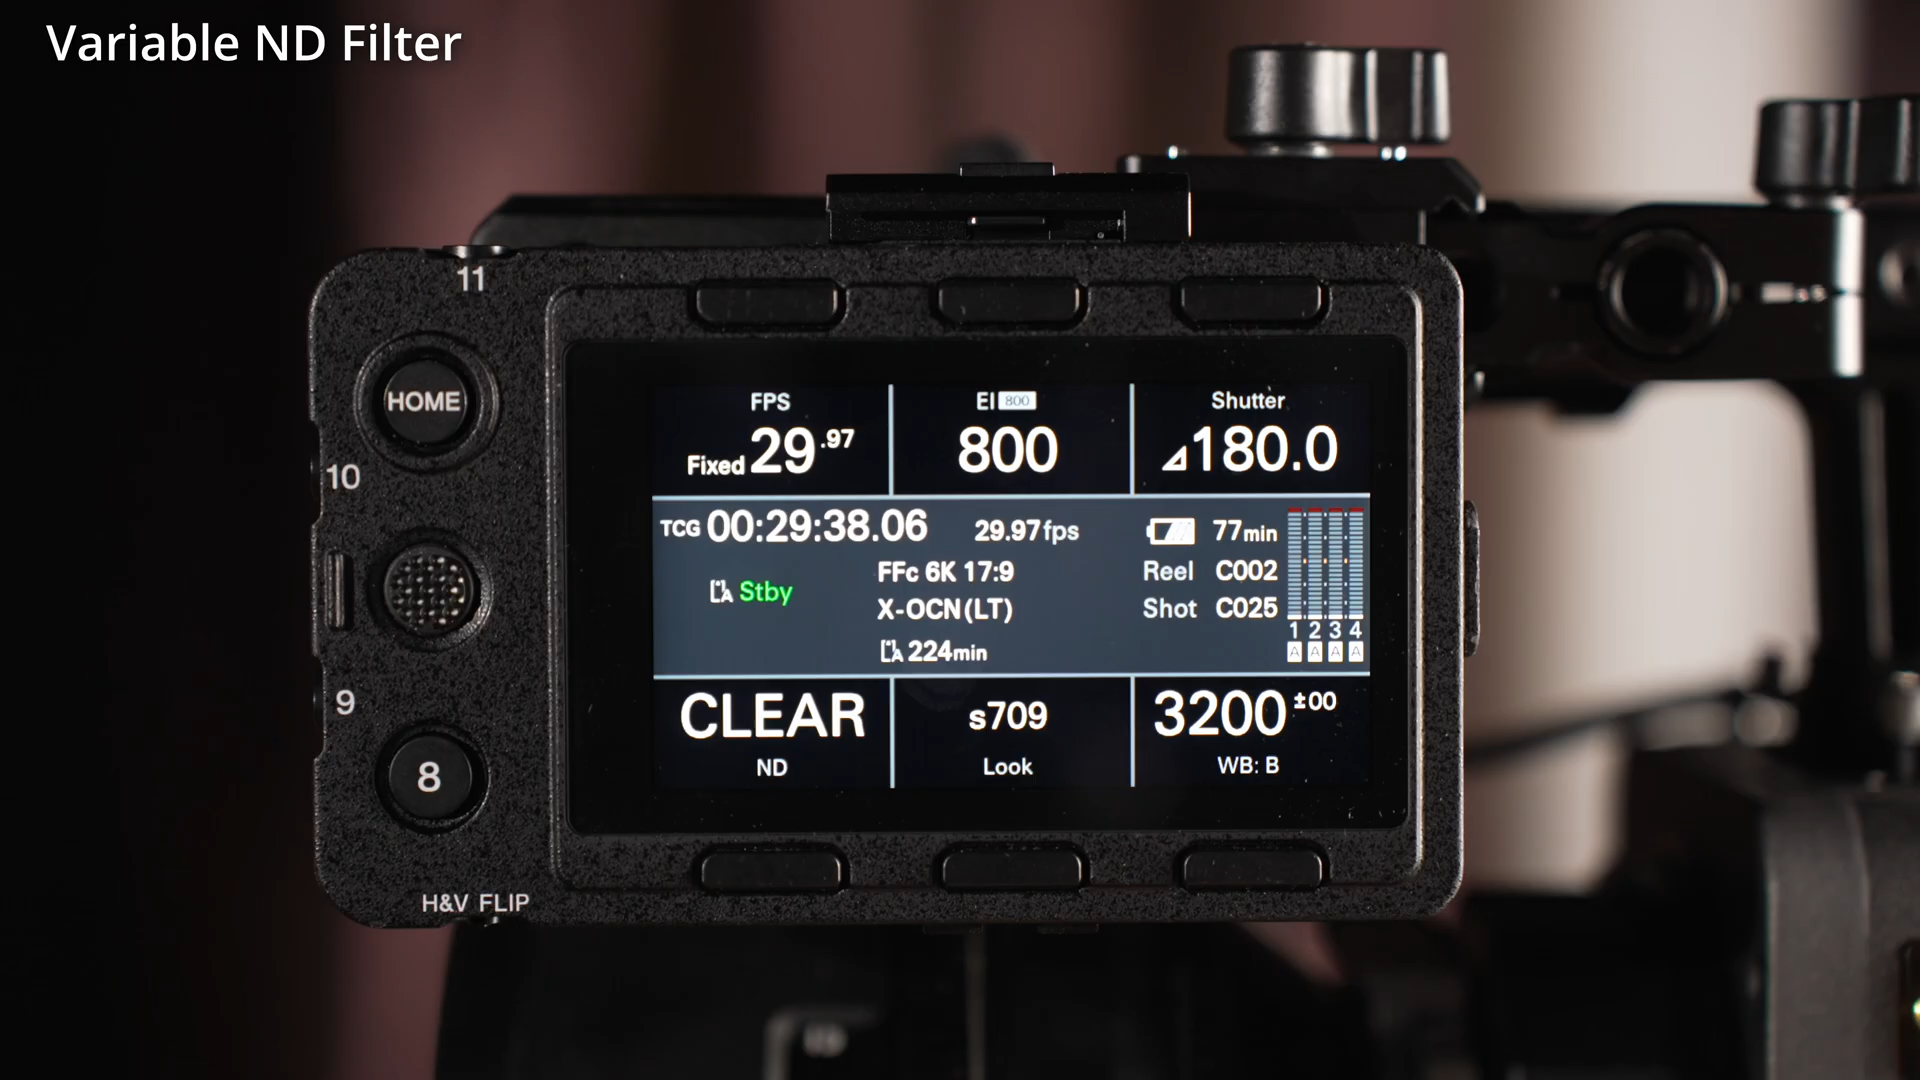 Variable ND Filter
11
HOME
10
9
8
H&V FLIP
FPS
Fixed 29.97
EI 800
800
Shutter
180.0
TCG 00:29:38.06 29.97fps 77min
Stby
FFc 6K 17:9
X-OCN(LT)
A 224min
Reel C002
Shot C025
1 2 3 4
A A A A
CLEAR
ND
s709
Look
3200±00
WB: B